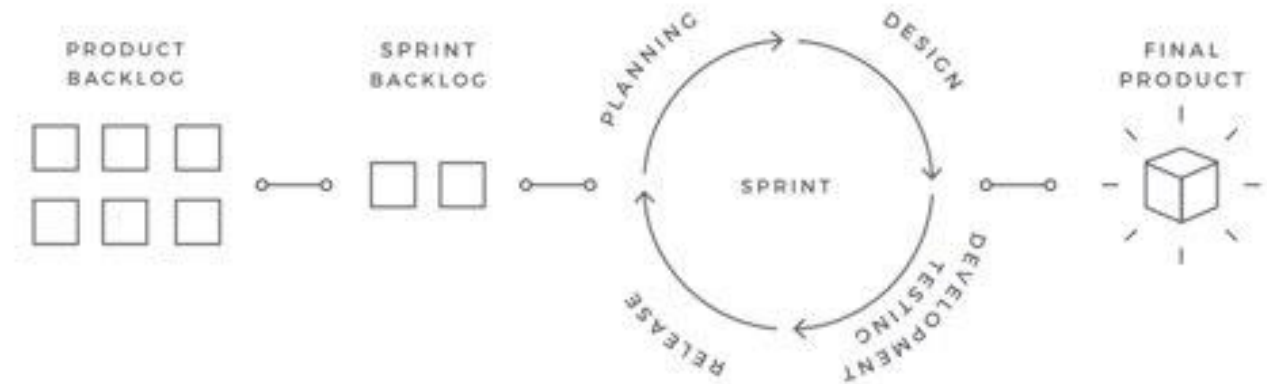 PRODUCT
BACKLOG
SPRINT
BACKLOG
PLANNING
DESIGN
SPRINT
DEVELOPMENT
TESTING
RELEASE
FINAL
PRODUCT